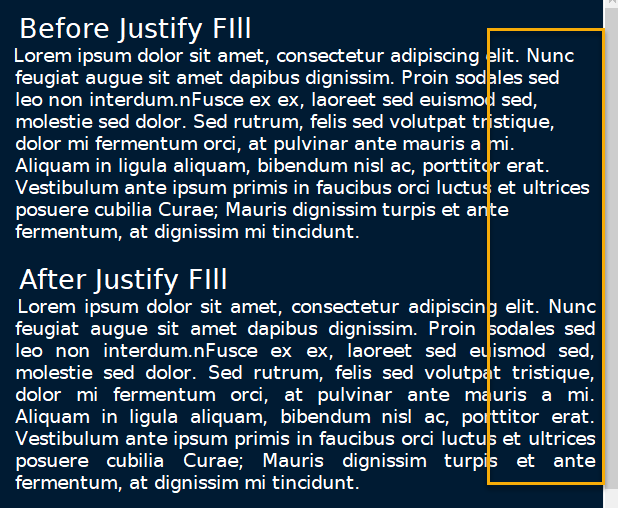 Before Justify FIll
Lorem ipsum dolor sit amet, consectetur adipiscing elit. Nunc
feugiat augue sit amet dapibus dignissim. Proin sodales sed
leo non interdum.nFusce ex ex, laoreet sed euismod sed,
molestie sed dolor. Sed rutrum, felis sed volutpat tristique,
dolor mi fermentum orci, at pulvinar ante mauris a mi.
Aliquam in ligula aliquam, bibendum nisl ac, porttitor erat.
Vestibulum ante ipsum primis in faucibus orci luctus et ultrices
posuere cubilia Curae; Mauris dignissim turpis et ante
fermentum, at dignissim mi tincidunt.
After Justify FIll
Lorem ipsum dolor sit amet, consectetur adipiscing elit. Nunc
feugiat augue sit amet dapibus dignissim. Proin sodales sed
leo non interdum.nFusce ex ex, laoreet sed euismod sed,
molestie sed dolor. Sed rutrum, felis sed volutpat tristique,
dolor mi fermentum orci, at pulvinar ante mauris a mi.
Aliquam in ligula aliquam, bibendum nisl ac, porttitor erat.
Vestibulum ante ipsum primis in faucibus orci luctus et ultrices
posuere cubilia Curae; Mauris dignissim turpis et ante
fermentum, at dignissim mi tincidunt.